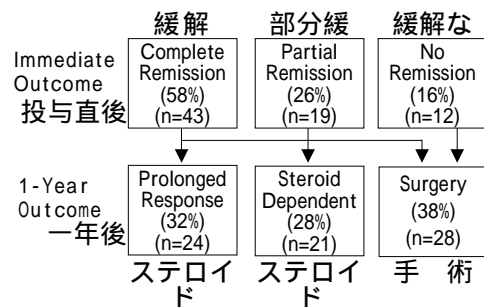 緩解
部分緩
緩解な
Immediate
Outcome
投与直後
Complete
Remission
(58%)
(n=43)
Partial
Remission
(26%)
(n=19)
No
Remission
(16%)
(n=12)
1-Year
Outcome
一年後
Prolonged
Response
(32%)
(n=24)
Steroid
Dependent
(28%)
(n=21)
Surgery
(38%)
(n=28)
ステロイ
ド
ステロイ
ド
手 術